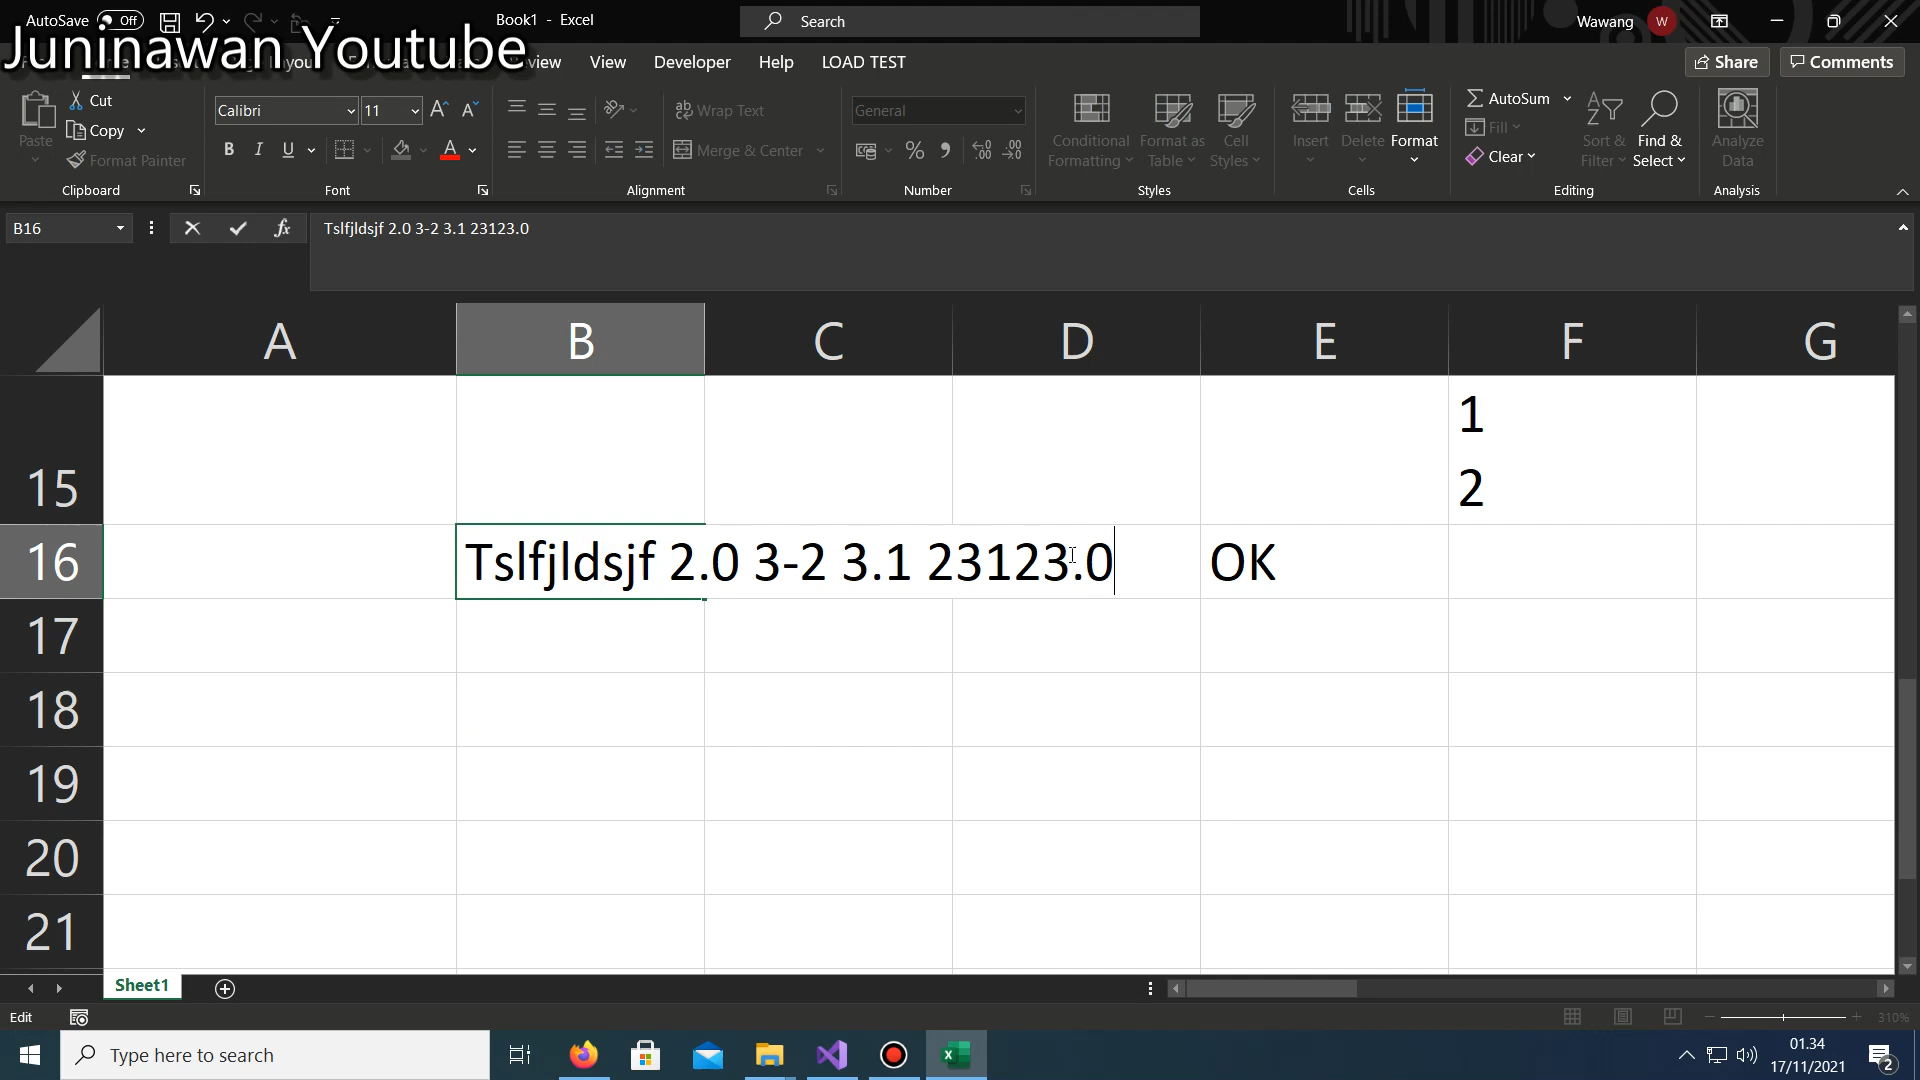 AutoSave Off Book1 - Excel Search Wawang W
Juninawan Youtube
view View Developer Help LOAD TEST Share Comments
Paste Cut Copy Format Painter Clipboard
Calibri 11 B I U A Font
Wrap Text Merge & Center Alignment
General % Number
Conditional Formatting Format as Table Cell Styles Styles
Insert Delete Format Cells
AutoSum Fill Clear Sort & Filter Find & Select Editing
Analyze Data Analysis
B16 fx Tslfjldsjf 2.0 3-2 3.1 23123.0
A B C D E F G
1
15 2
16 Tslfjldsjf 2.0 3-2 3.1 23123.0 OK
17
18
19
20
21
Sheet1
Edit 310%
Type here to search 01.34
17/11/2021 2